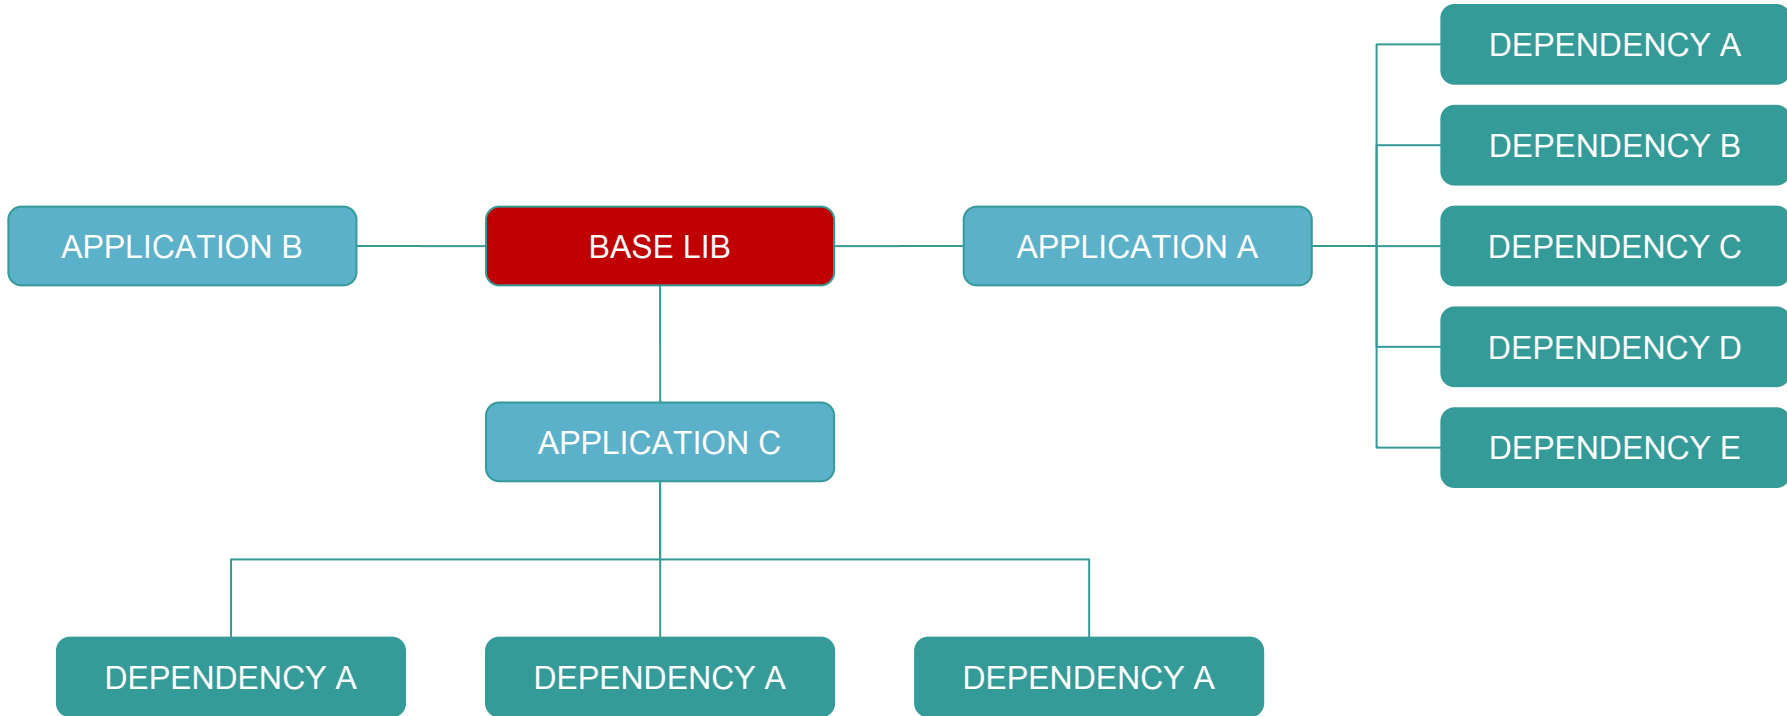 DEPENDENCY A
DEPENDENCY B
APPLICATION B
BASE LIB
APPLICATION A
DEPENDENCY C
DEPENDENCY D
APPLICATION C
DEPENDENCY E
DEPENDENCY A
DEPENDENCY A
DEPENDENCY A